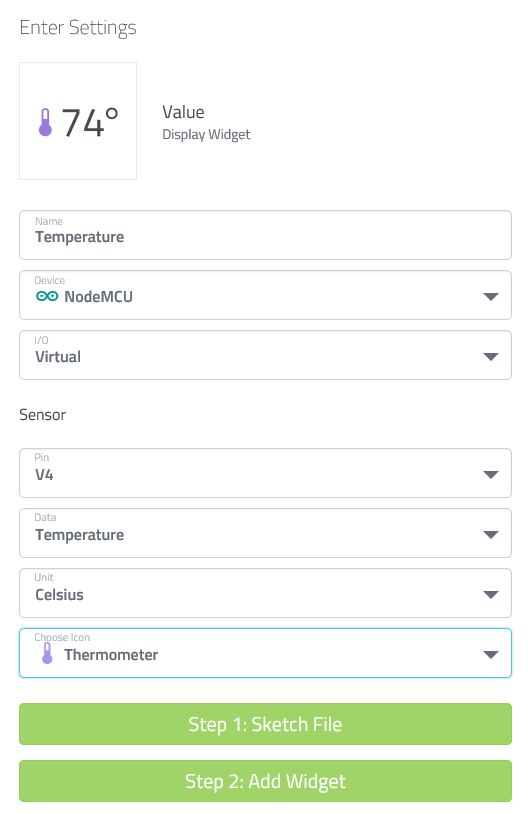 Enter Settings
74°
Value
Display Widget
Name
Temperature
Device
NodeMCU
I/O
Virtual
Sensor
Pin
V4
Data
Temperature
Unit
Celsius
Choose Icon
Thermometer
Step 1: Sketch File
Step 2: Add Widget